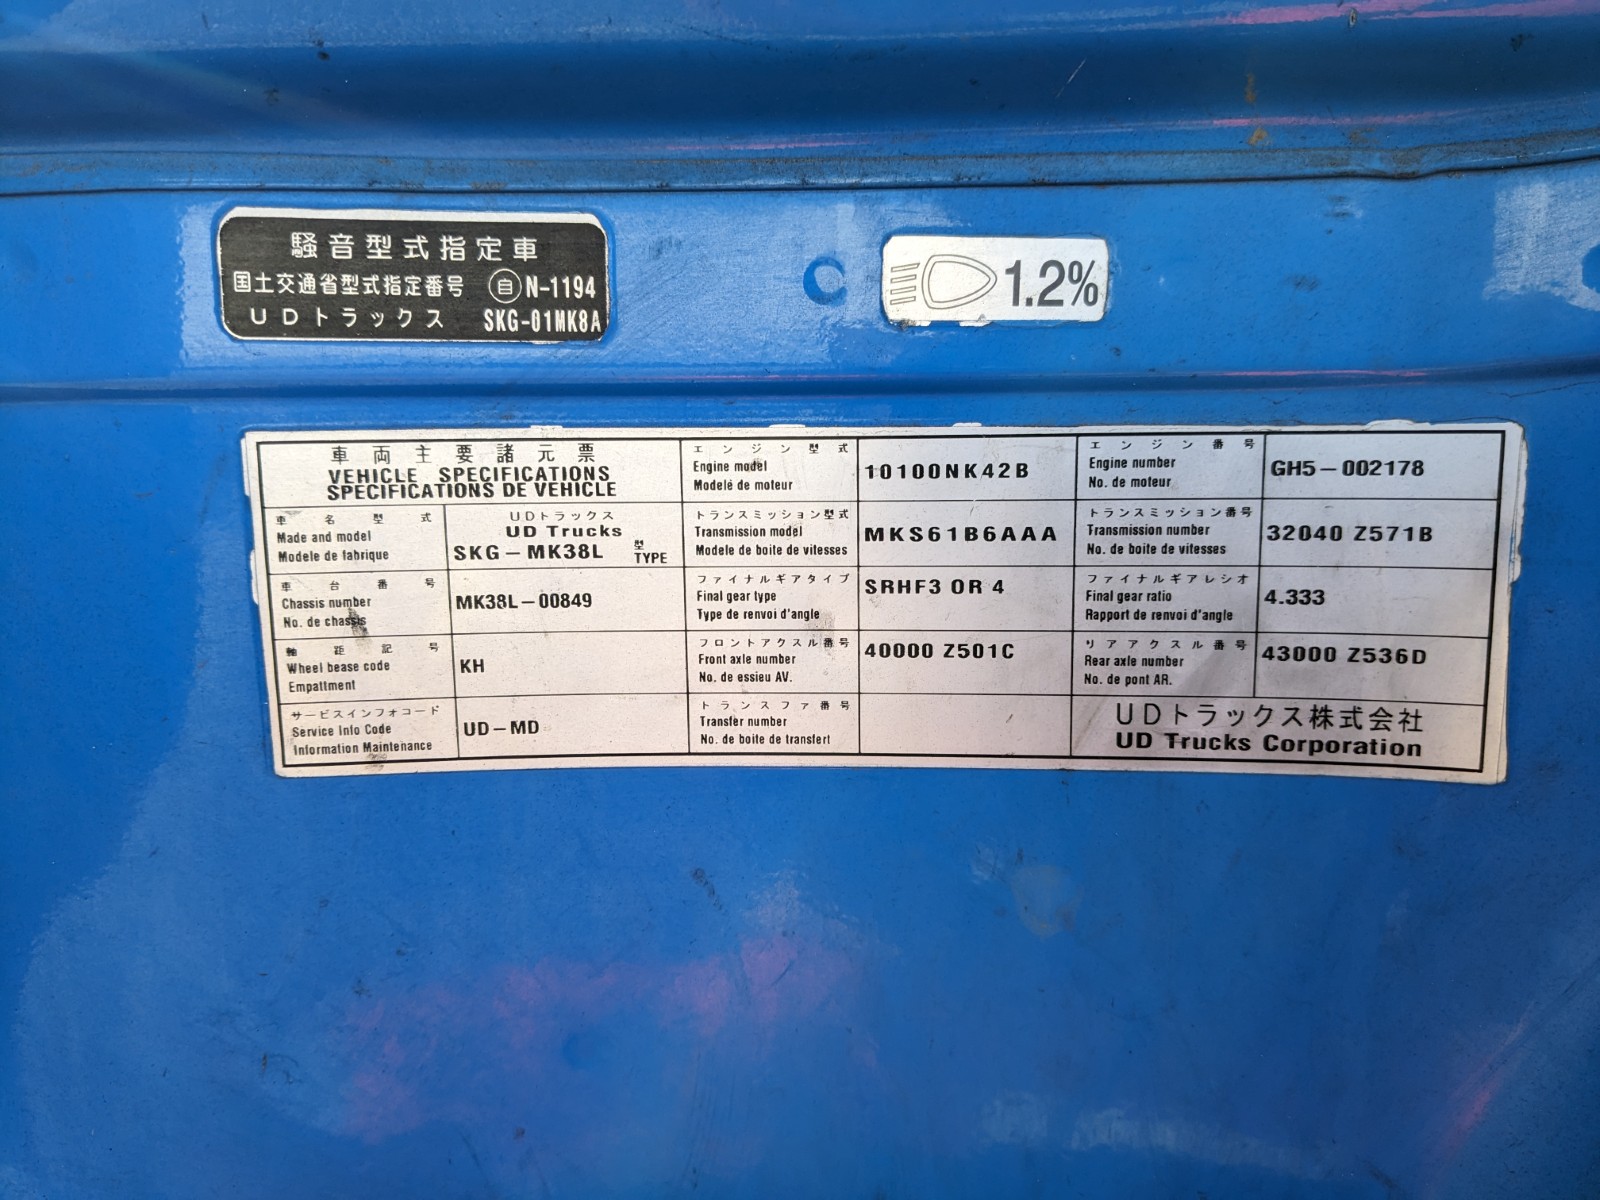 騒音型式指定車
国土交通省型式指定番号 自 N-1194
UDトラックス SKG-01MK8A
1.2%
車両主要諸元票
VEHICLE SPECIFICATIONS
SPECIFICATIONS DE VEHICLE
車名型式
Made and model
Modele de fabrique
UDトラックス
UD Trucks
SKG-MK38L 型 TYPE
車台番号
Chassis number
No. de chassis
MK38L-00849
軸距記号
Wheel bease code
Empattment
KH
サービスインフォコード
Service Info Code
Information Maintenance
UD-MD
エンジン型式
Engine model
Modelé de moteur
10100NK42B
トランスミッション型式
Transmission model
Modele de boite de vitesses
MKS61B6AAA
ファイナルギアタイプ
Final gear type
Type de renvoi d'angle
SRHF3 OR 4
フロントアクスル番号
Front axle number
No. de essieu AV.
40000 Z501C
トランスファ番号
Transfer number
No. de boite de transfert
エンジン番号
Engine number
No. de moteur
GH5-002178
トランスミッション番号
Transmission number
No. de boite de vitesses
32040 Z571B
ファイナルギアレシオ
Final gear ratio
Rapport de renvoi d'angle
4.333
リアアクスル番号
Rear axle number
No. de pont AR.
43000 Z536D
UDトラックス株式会社
UD Trucks Corporation